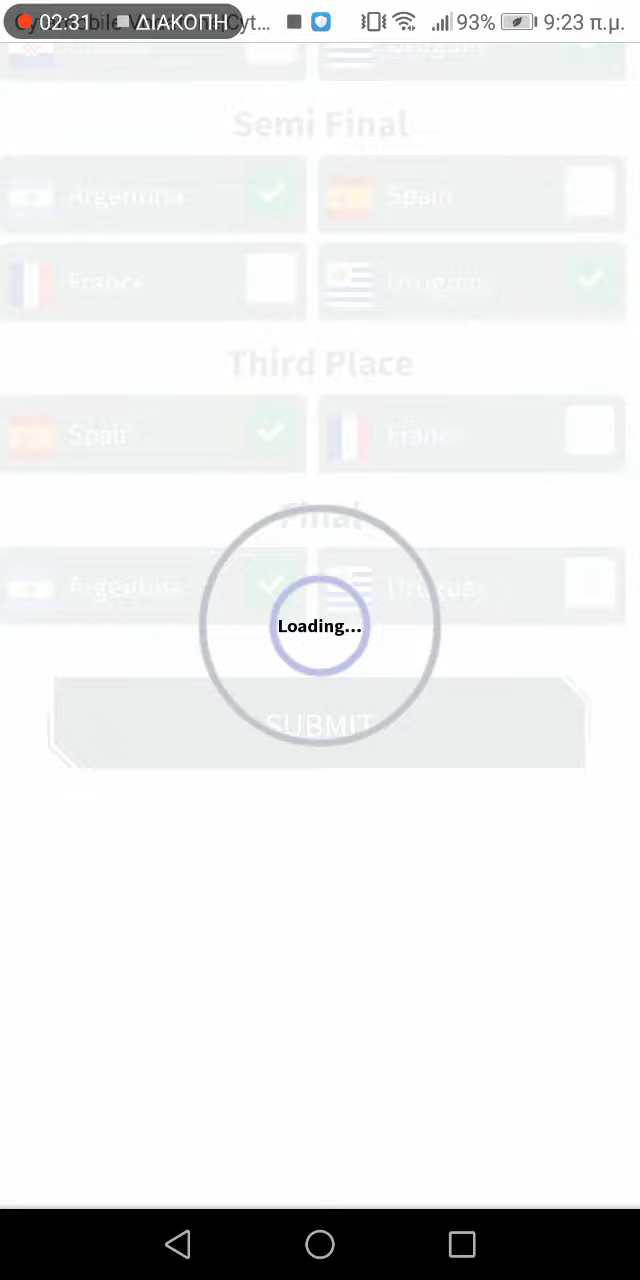 02:31 ΔΙΑΚΟΠΗ Cyt... 93% 9:23 π.μ.
Semi Final
Argentina Spain
France Uruguay
Third Place
Spain France
Final
Argentina Uruguay
Loading...
SUBMIT